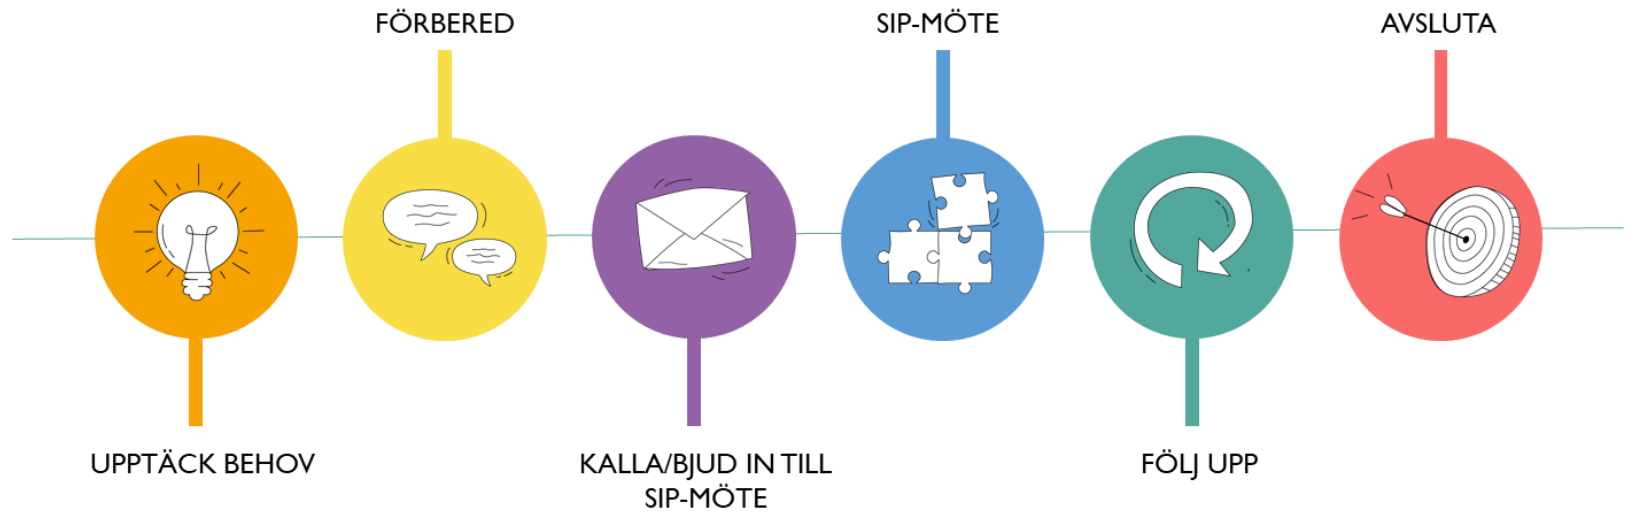 FÖRBERED
SIP-MÖTE
AVSLUTA
UPPTÄCK BEHOV
KALLA/BJUD IN TILL
SIP-MÖTE
FÖLJ UPP